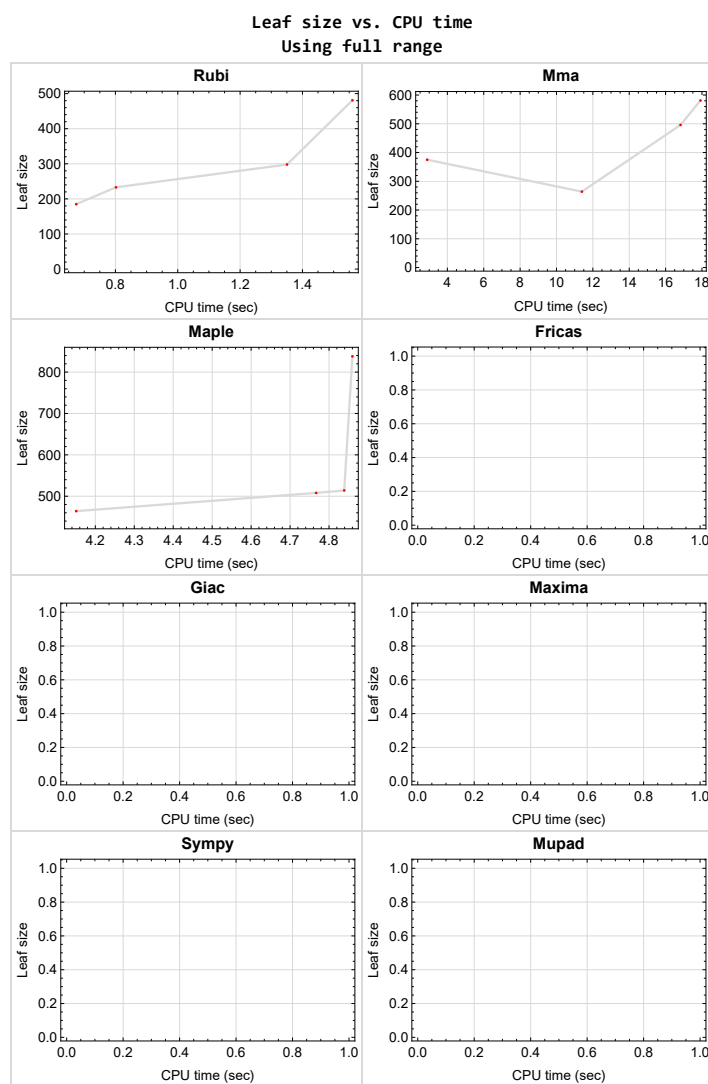 Leaf size vs. CPU time
Using full range
Rubi
Mma
500
400
300
200
100
0
Leaf size
0.8 1.0 1.2 1.4
CPU time (sec)
600
500
400
300
200
100
0
Leaf size
4 6 8 10 12 14 16 18
CPU time (sec)
Maple
Fricas
800
700
600
500
Leaf size
4.2 4.3 4.4 4.5 4.6 4.7 4.8
CPU time (sec)
1.0
0.8
0.6
0.4
0.2
0.0
Leaf size
0.0 0.2 0.4 0.6 0.8 1.0
CPU time (sec)
Giac
Maxima
1.0
0.8
0.6
0.4
0.2
0.0
Leaf size
0.0 0.2 0.4 0.6 0.8 1.0
CPU time (sec)
1.0
0.8
0.6
0.4
0.2
0.0
Leaf size
0.0 0.2 0.4 0.6 0.8 1.0
CPU time (sec)
Sympy
Mupad
1.0
0.8
0.6
0.4
0.2
0.0
Leaf size
0.0 0.2 0.4 0.6 0.8 1.0
CPU time (sec)
1.0
0.8
0.6
0.4
0.2
0.0
Leaf size
0.0 0.2 0.4 0.6 0.8 1.0
CPU time (sec)